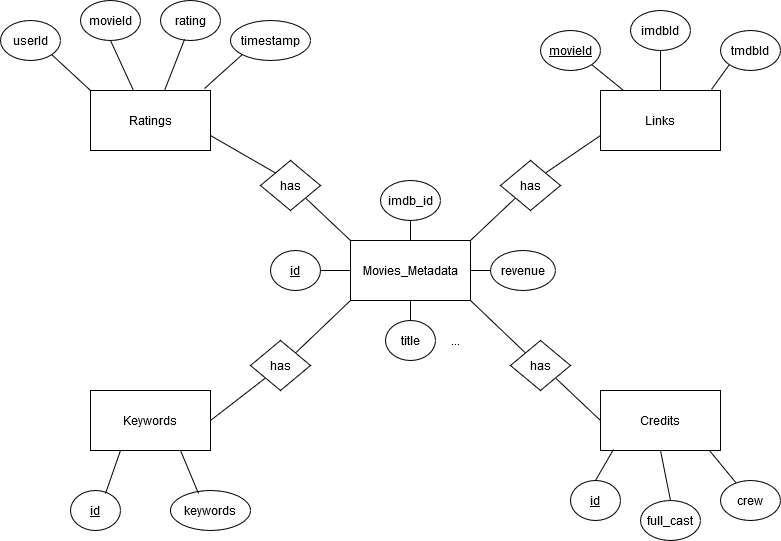 userId
movieId
rating
timestamp
Ratings
movieId
imdbId
tmdbId
Links
has
has
imdb_id
id
Movies_Metadata
revenue
title
...
has
has
Keywords
id
keywords
Credits
id
full_cast
crew